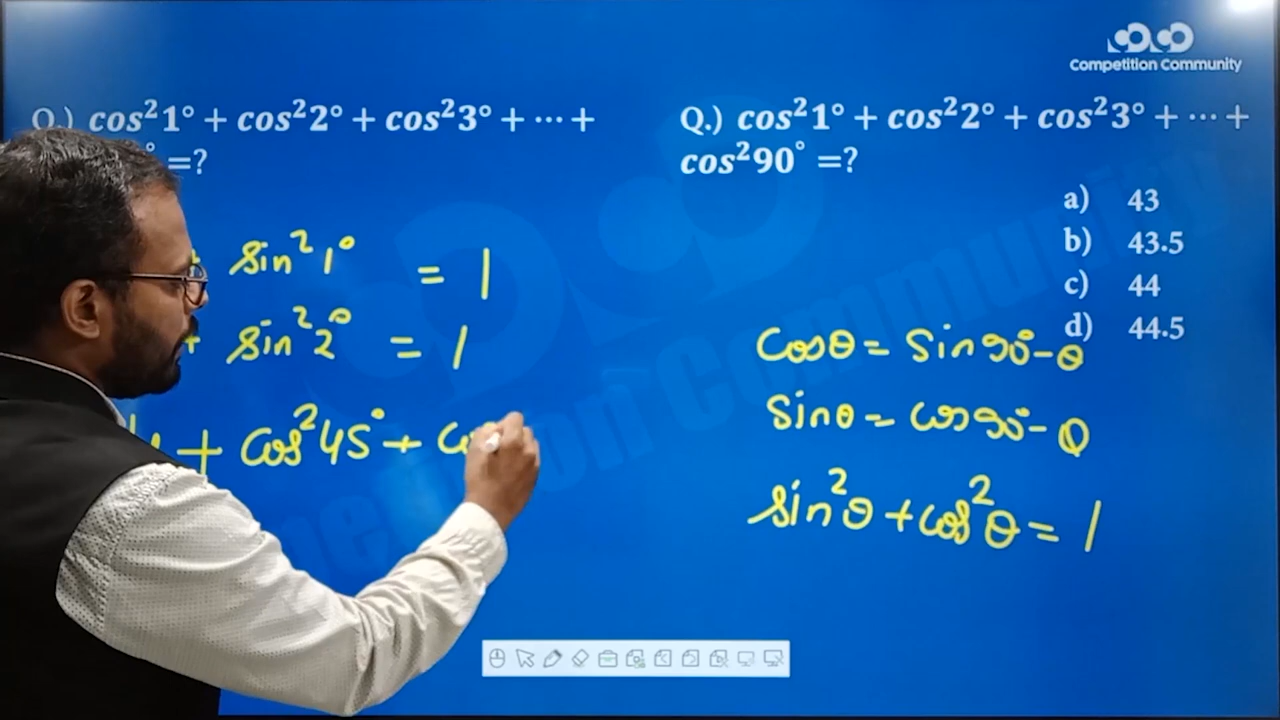 Competition Community
Q.) cos²1° + cos²2° + cos²3° + ⋯ +
° =?
sin²1° = 1
sin²2° = 1
+ cos²45° +
Q.) cos²1° + cos²2° + cos²3° + ⋯ +
cos²90° =?
a) 43
b) 43.5
c) 44
d) 44.5
Cosθ = Sin90°-θ
Sinθ = Cos90°-θ
Sin²θ + Cos²θ = 1